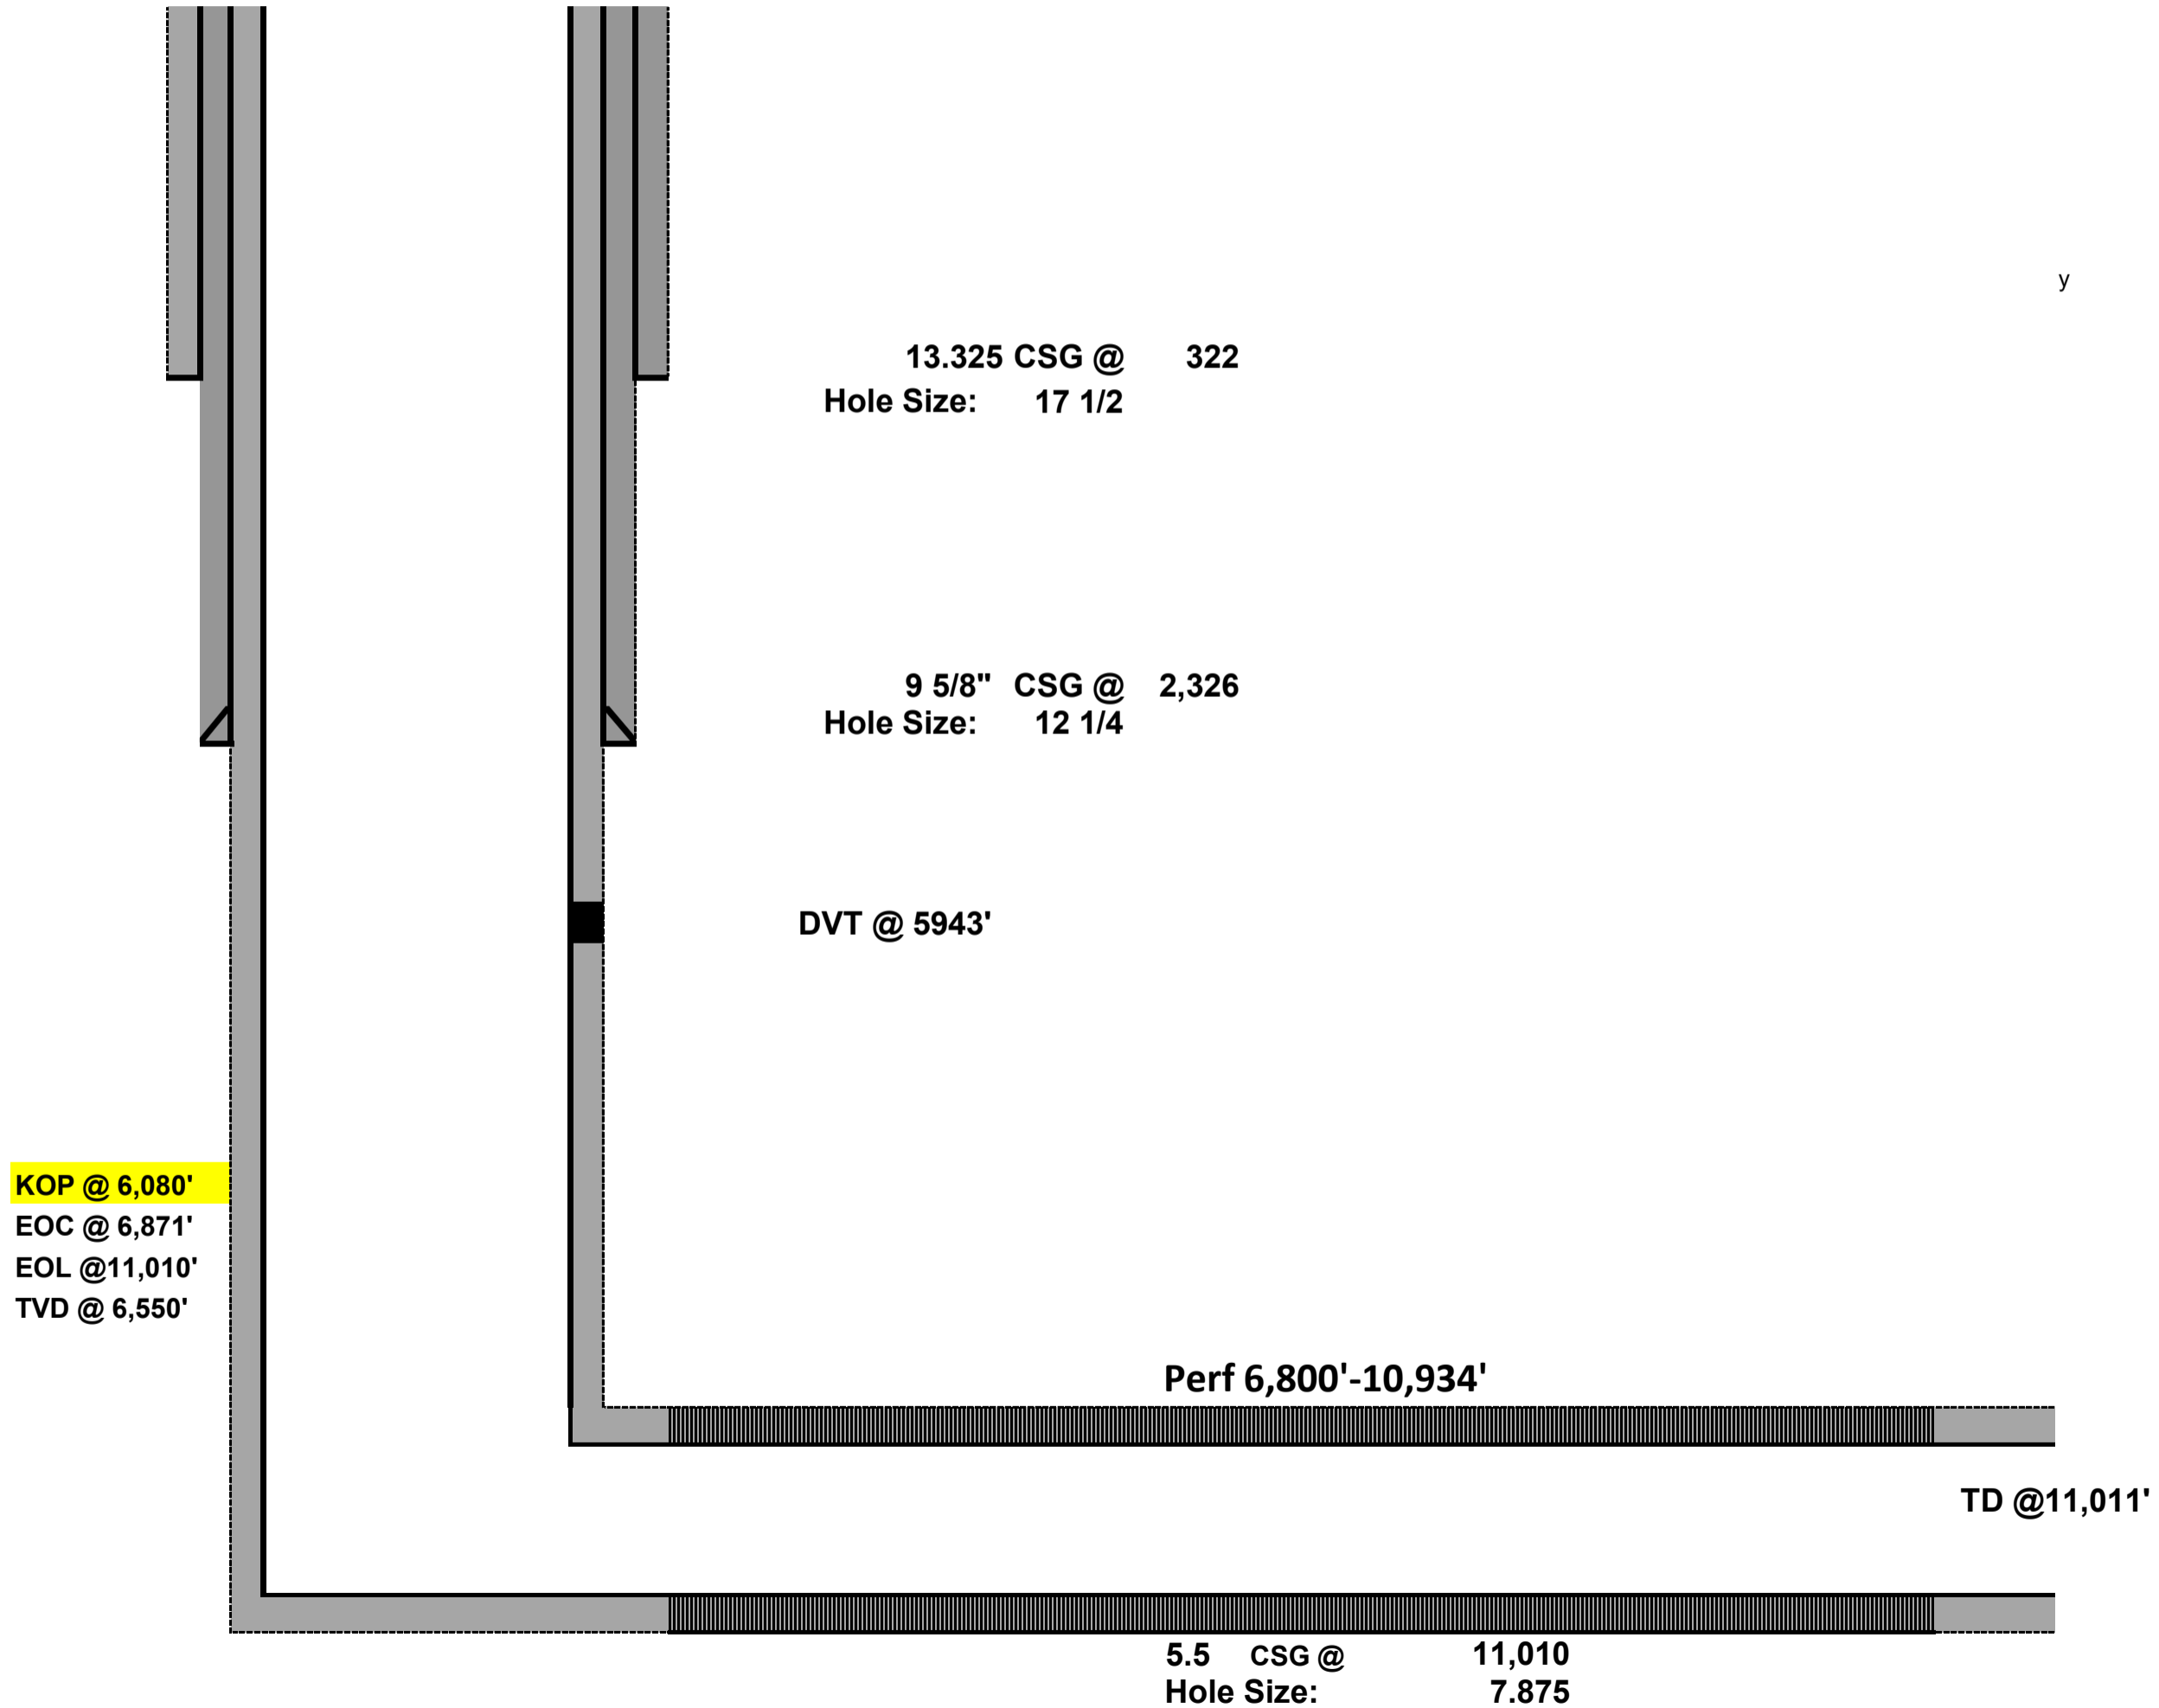 y
13.325 CSG @ 322
Hole Size: 17 1/2
9 5/8" CSG @ 2,326
Hole Size: 12 1/4
DVT @ 5943'
KOP @ 6,080'
EOC @ 6,871'
EOL @11,010'
TVD @ 6,550'
Perf 6,800'-10,934'
TD @11,011'
5.5 CSG @ 11,010
Hole Size: 7.875